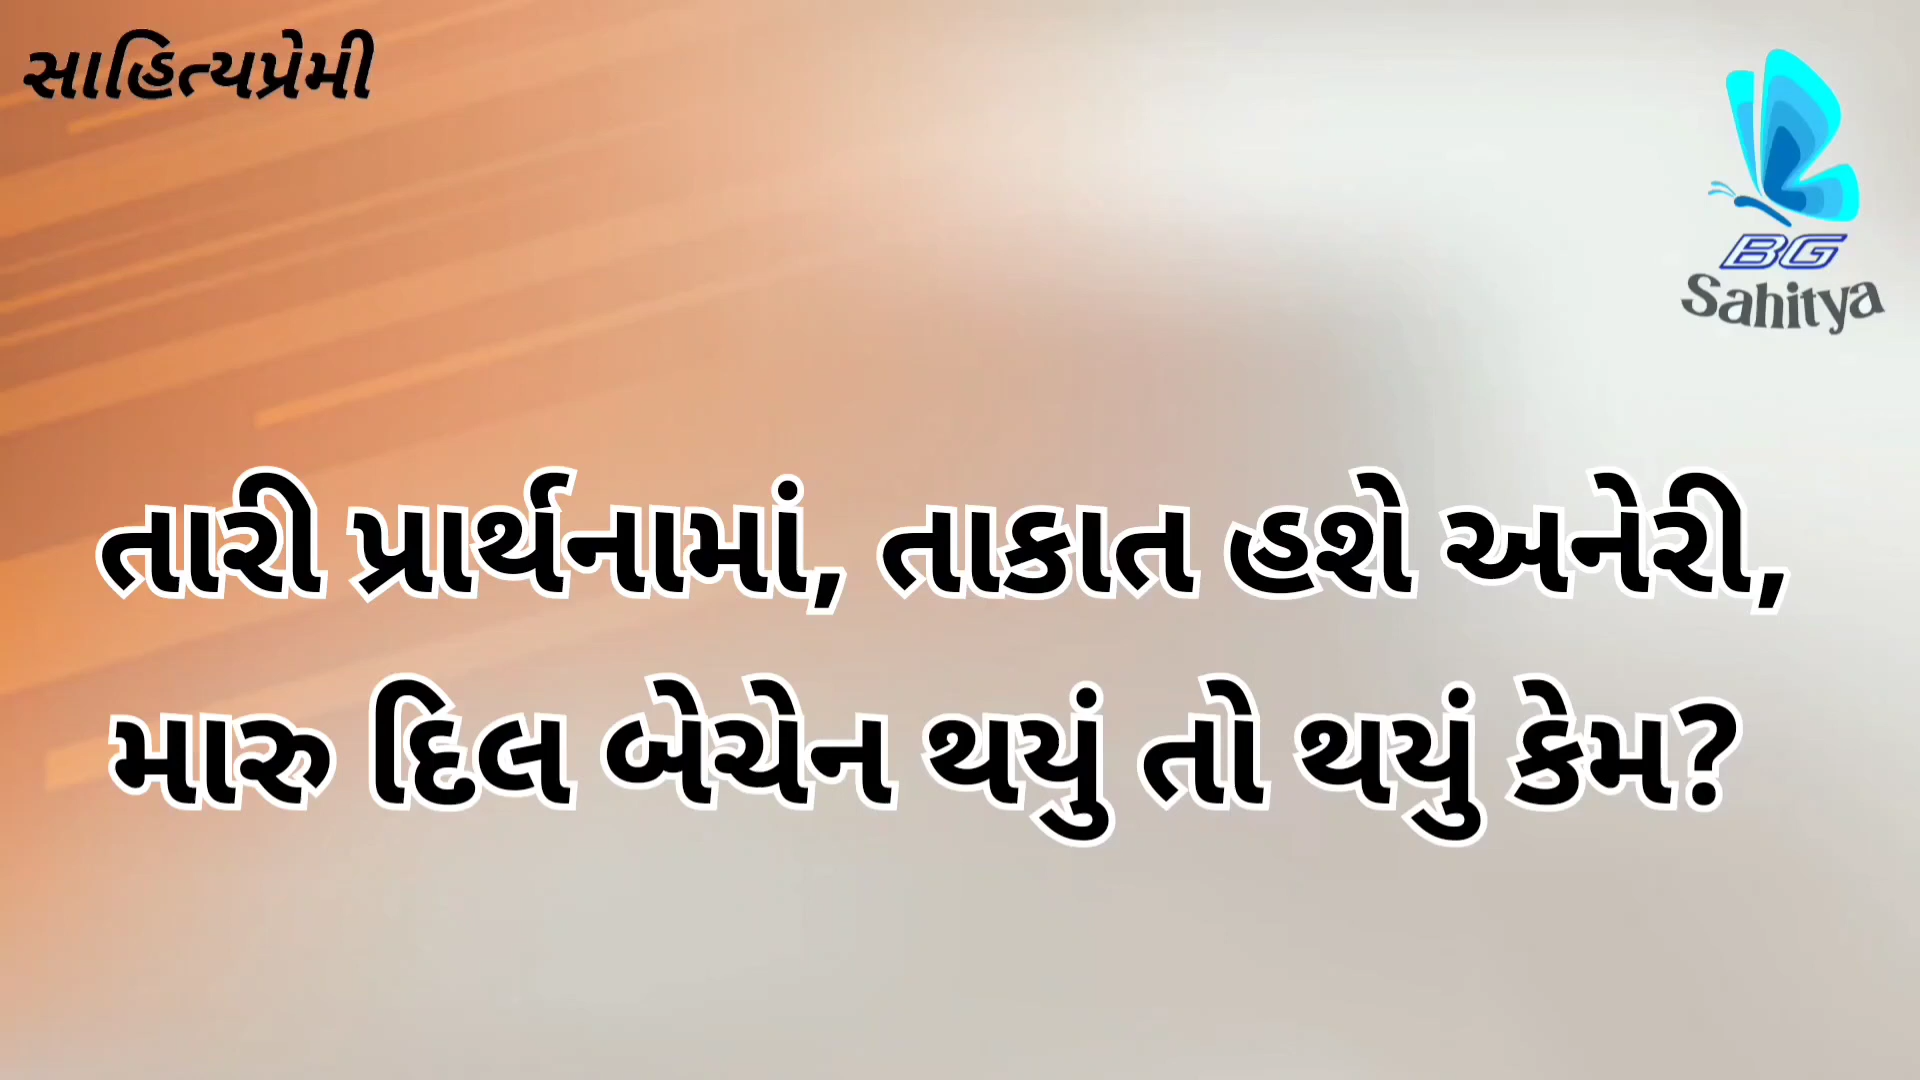 સાહિત્યપ્રેમી
BG
Sahitya
તારી પ્રાર્થનામાં, તાકાત હશે અનેરી,
મારુ દિલ બેચેન થયું તો થયું કેમ?